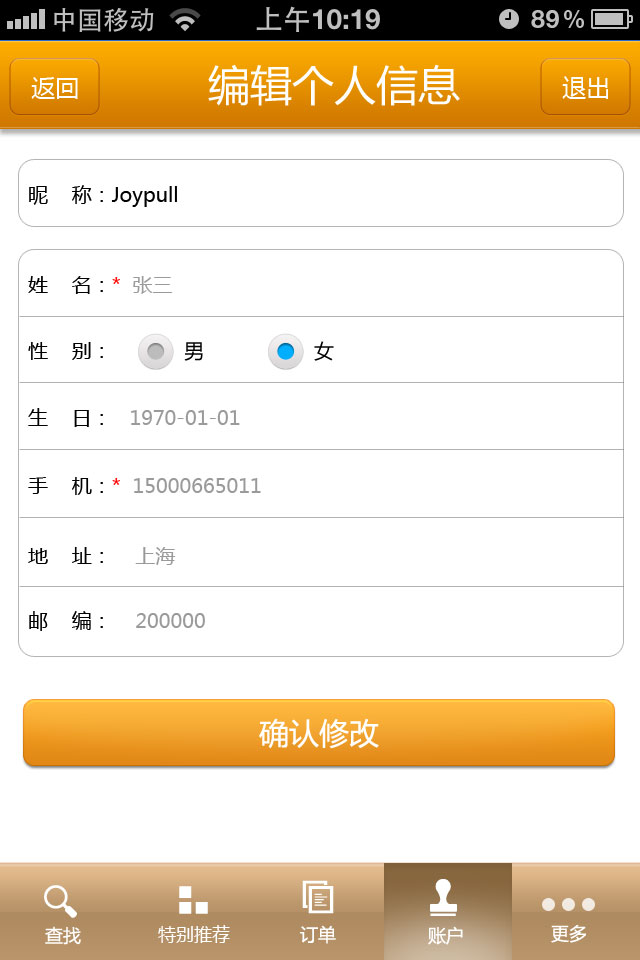 中国移动 上午10:19 89%
返回 编辑个人信息 退出
昵 称：Joypull
姓 名：* 张三
性 别： 男 女
生 日： 1970-01-01
手 机：* 15000665011
地 址： 上海
邮 编： 200000
确认修改
查找 特别推荐 订单 账户 更多